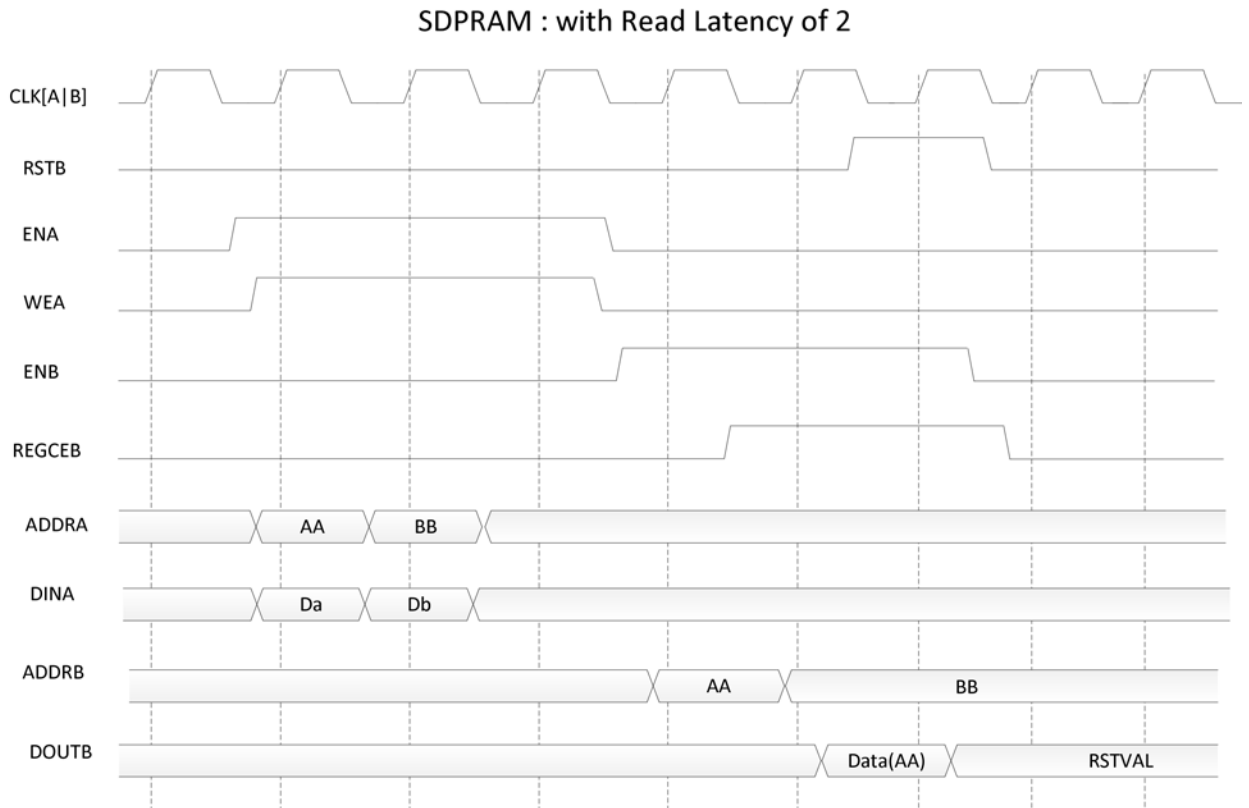 SDPRAM : with Read Latency of 2
CLK[A|B]
RSTB
ENA
WEA
ENB
REGCEB
ADDRA AA BB
DINA Da Db
ADDRB AA BB
DOUTB Data(AA) RSTVAL